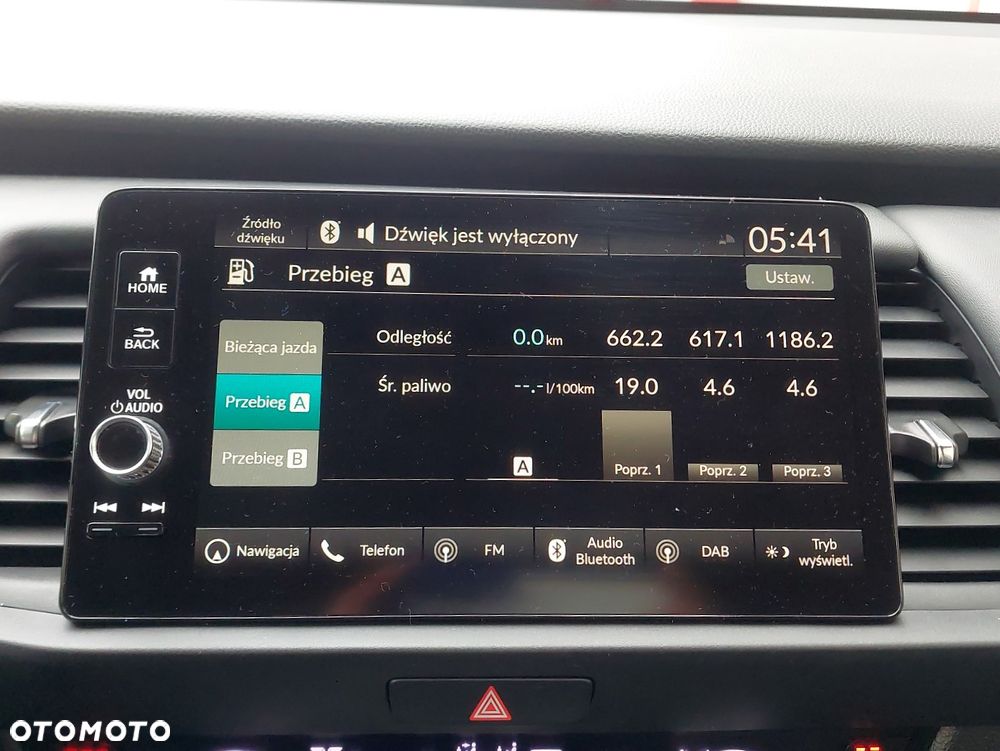 Źródło
dźwięku
Dźwięk jest wyłączony
05:41
Przebieg A
Ustaw.
HOME
BACK
VOL
AUDIO
Bieżąca jazda
Przebieg A
Przebieg B
Odległość 0.0 km 662.2 617.1 1186.2
Śr. paliwo --.- l/100km 19.0 4.6 4.6
A Poprz. 1 Poprz. 2 Poprz. 3
Nawigacja
Telefon
FM
Audio
Bluetooth
DAB
Tryb
wyświetl.
OTOMOTO